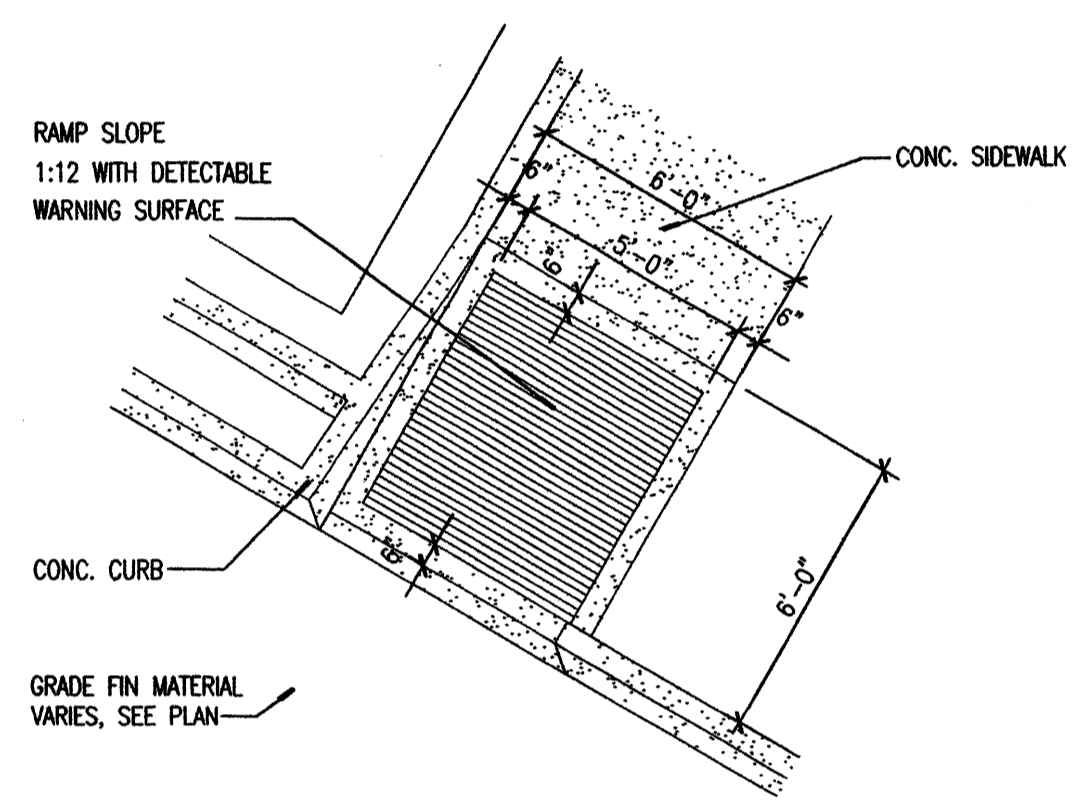 RAMP SLOPE
1:12 WITH DETECTABLE
WARNING SURFACE
CONC. SIDEWALK
6"
6'-0"
5'-0"
6"
6"
6"
6'-0"
CONC. CURB
GRADE FIN MATERIAL
VARIES, SEE PLAN